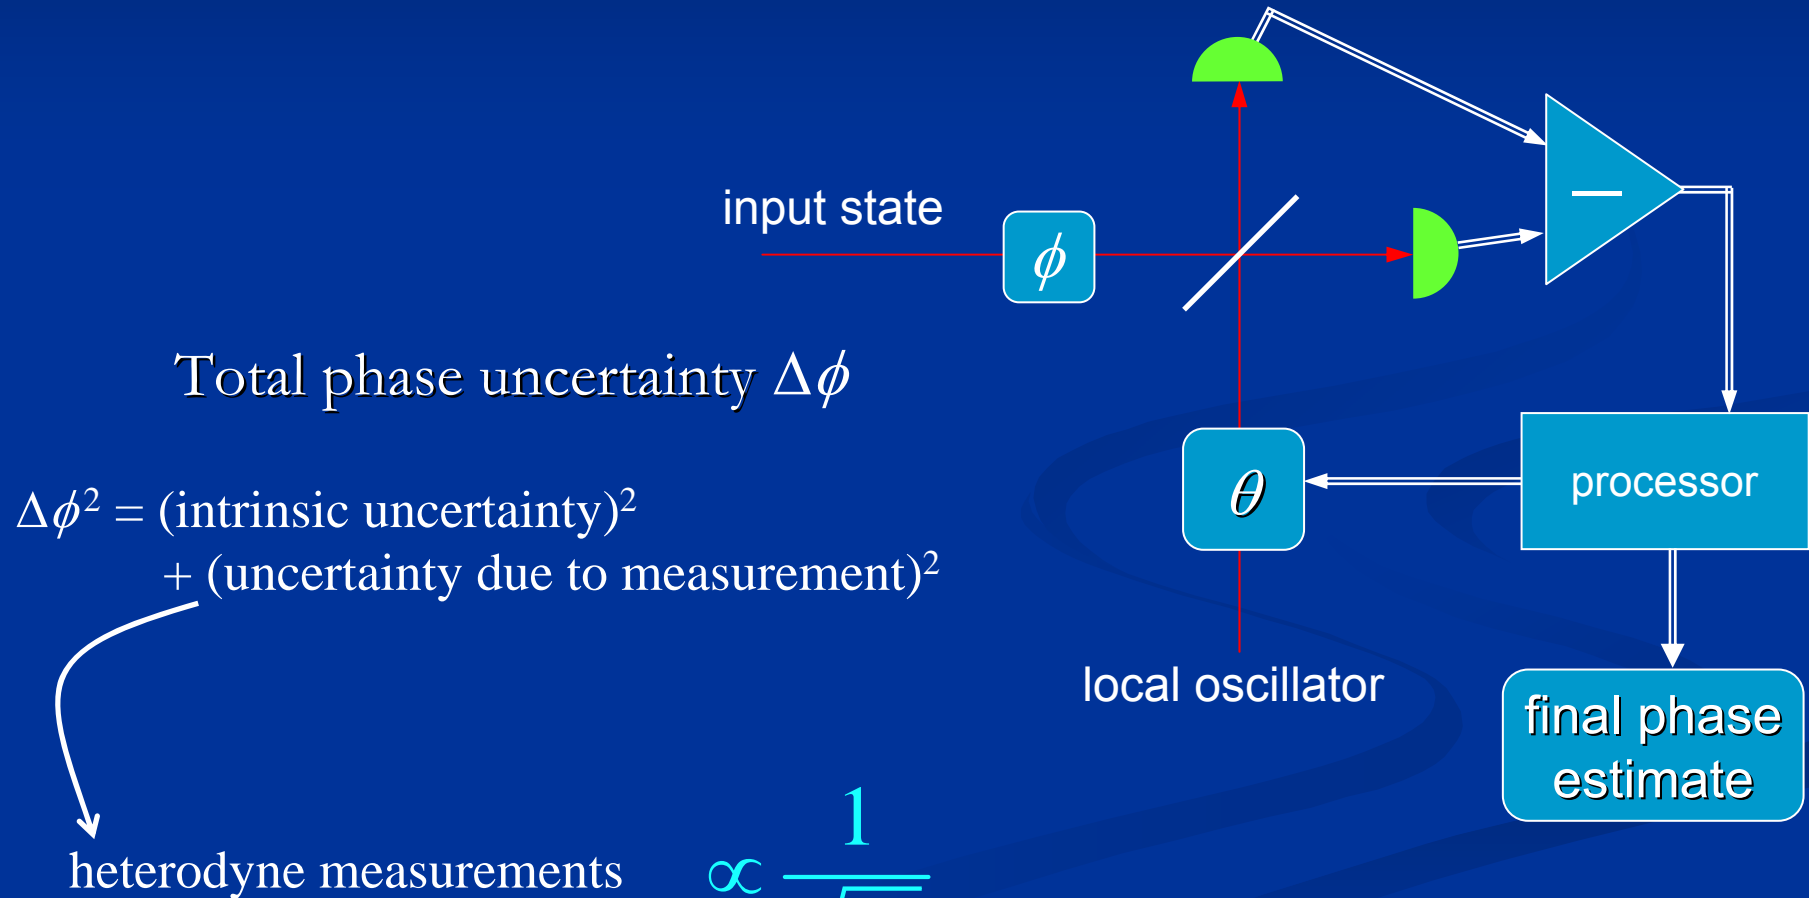 input state
ϕ
−
Total phase uncertainty Δϕ
Δϕ² = (intrinsic uncertainty)²
+ (uncertainty due to measurement)²
θ
processor
local oscillator
final phase
estimate
heterodyne measurements ∝ 1